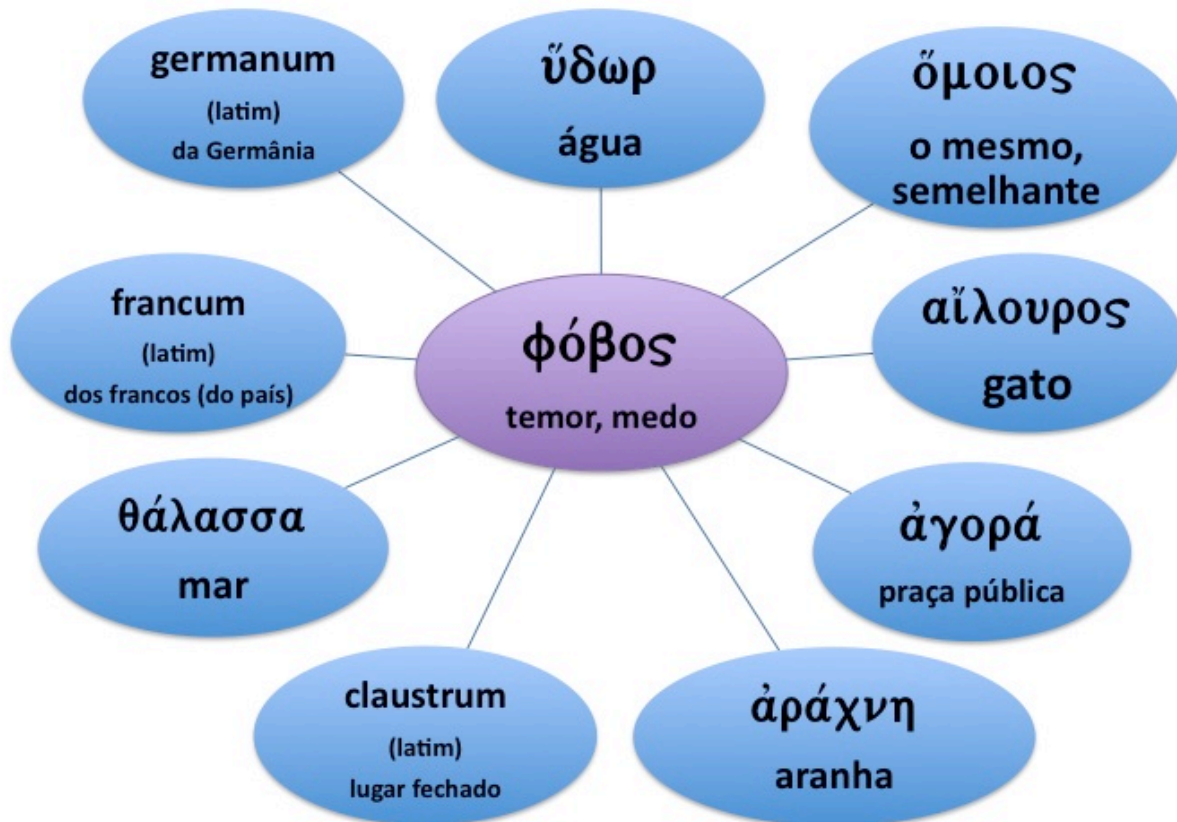 germanum
(latim)
da Germânia
ὕδωρ
água
ὅμοιος
o mesmo,
semelhante
francum
(latim)
dos francos (do país)
φόβος
temor, medo
αἴλουρος
gato
θάλασσα
mar
ἀγορά
praça pública
claustrum
(latim)
lugar fechado
ἀράχνη
aranha